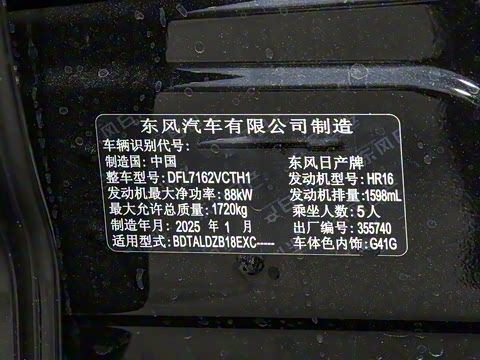 东风汽车有限公司制造
车辆识别代号:
制造国: 中国 东风日产牌
整车型号: DFL7162VCTH1 发动机型号: HR16
发动机最大净功率: 88kW 发动机排量: 1598mL
最大允许总质量: 1720kg 乘坐人数: 5人
制造年月: 2025 年 1 月 出厂编号: 355740
适用型式: BDTALDZB18EXC----- 车体色内饰: G41G